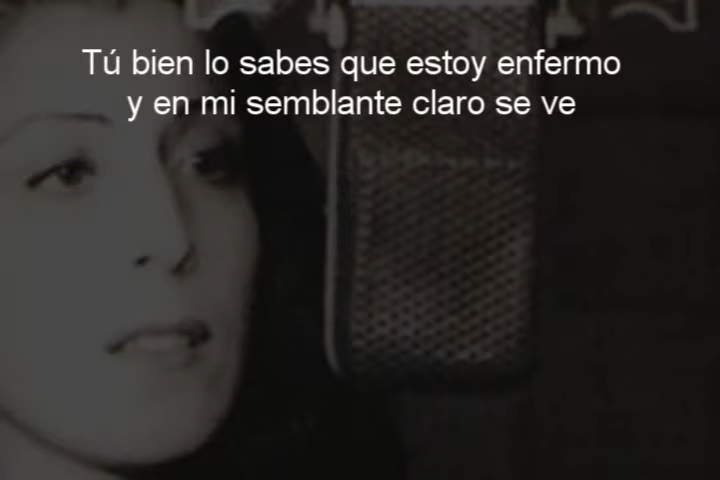 Tú bien lo sabes que estoy enfermo
y en mi semblante claro se ve